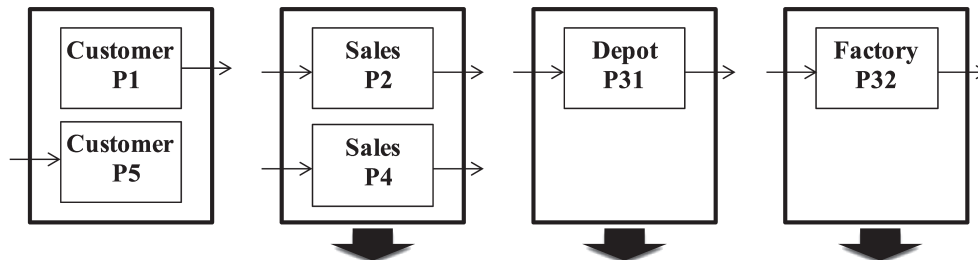 Customer
P1
Customer
P5
Sales
P2
Sales
P4
Depot
P31
Factory
P32